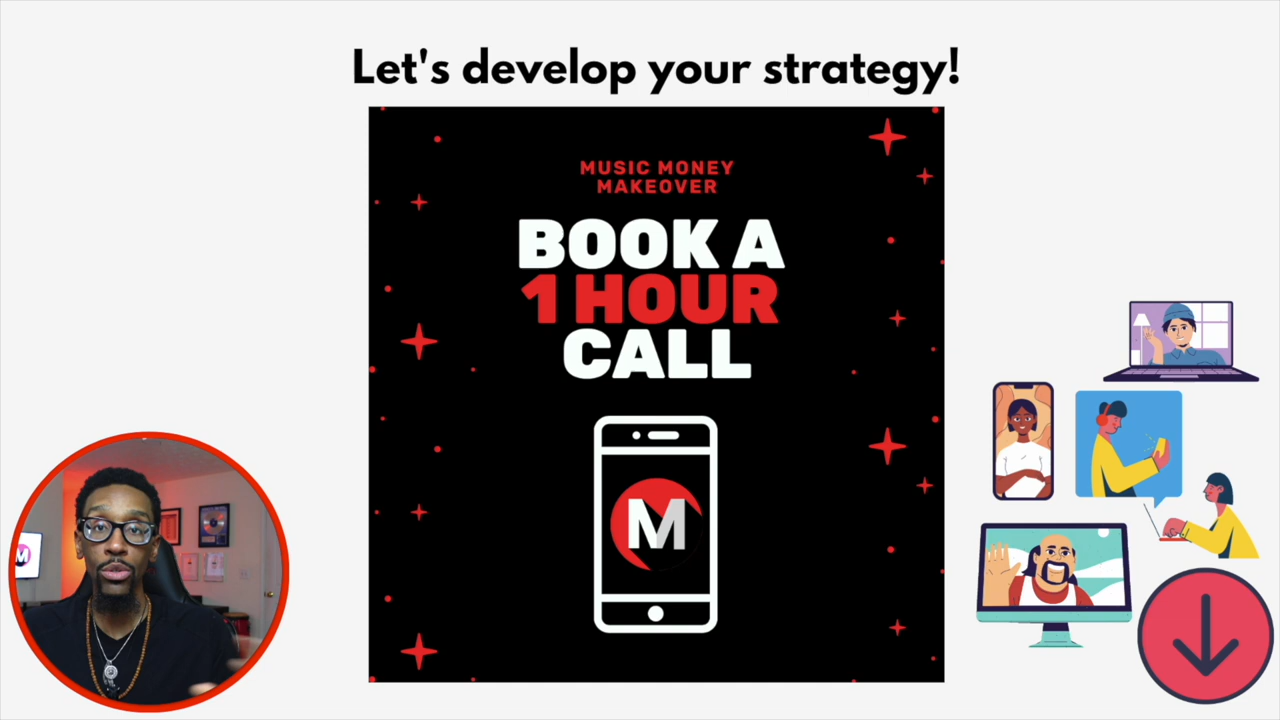 Let's develop your strategy!
MUSIC MONEY
MAKEOVER
BOOK A
1 HOUR
CALL
M
M